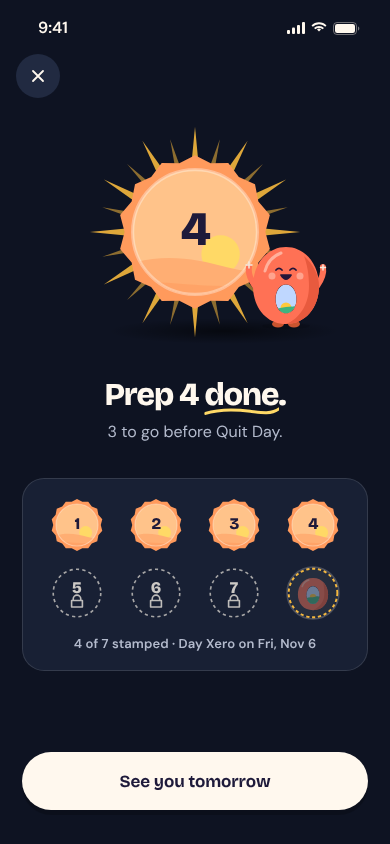 9:41
4
Prep 4 done.
3 to go before Quit Day.
1 2 3 4
5 6 7
4 of 7 stamped · Day Xero on Fri, Nov 6
See you tomorrow